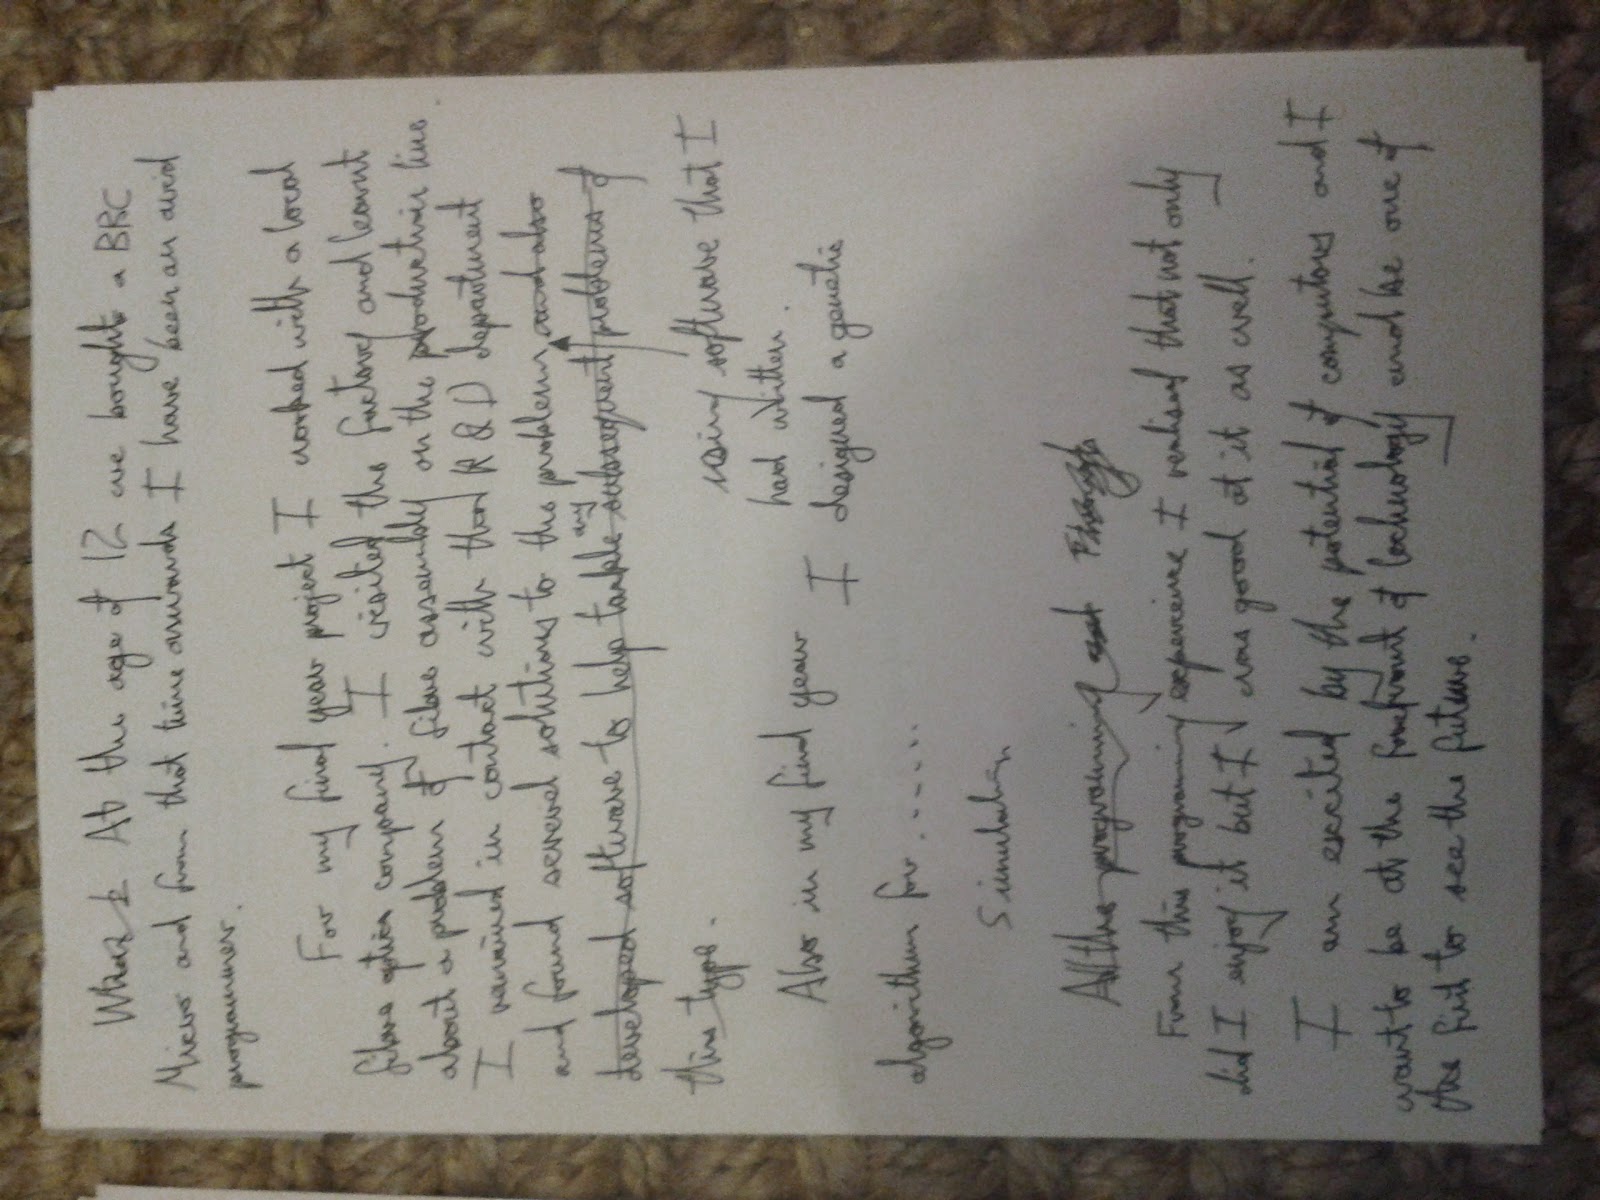 When I At the age of 12 we bought a BBC
Micro and from that time onwards I have been an avid
programmer.
For my final year project I worked with a local
fibre optics company. I visited the factory and learnt
about a problem of fibre assembly on the production line.
I remained in contact with their R & D department
and found several solutions to the problem and also
developed software to help tackle any subsequent problems of
this type.
using software that I
had written.
Also in my final year I designed a genetic
algorithm for......
Simulation
All this programming
From this programming experience I realised that not only
did I enjoy it but I was good at it as well.
I am excited by the potential of computers and I
want to be at the forefront of technology and be one of
the first to see the future.